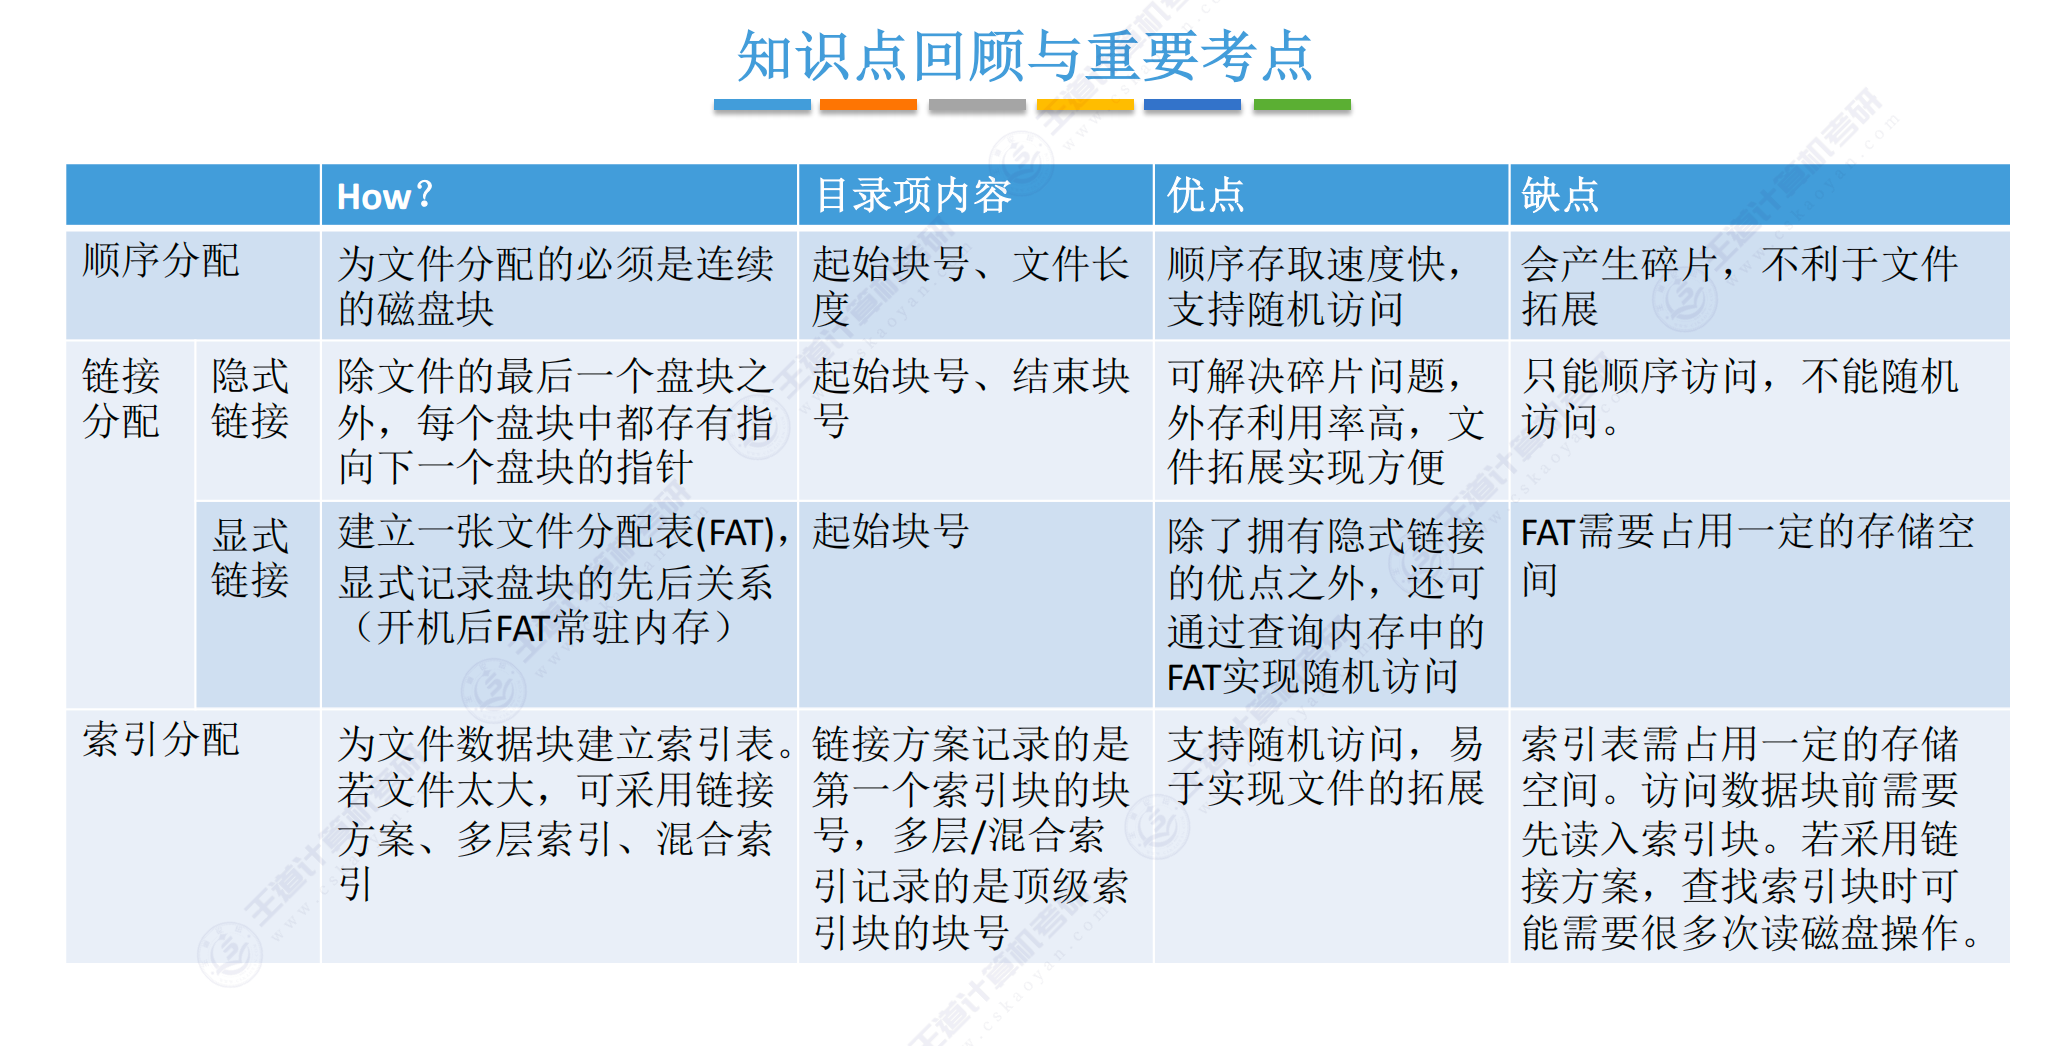 知识点回顾与重要考点
How？
目录项内容
优点
缺点
顺序分配
为文件分配的必须是连续
的磁盘块
起始块号、文件长
度
顺序存取速度快，
支持随机访问
会产生碎片，不利于文件
拓展
链接
分配
隐式
链接
除文件的最后一个盘块之
外，每个盘块中都存有指
向下一个盘块的指针
起始块号、结束块
号
可解决碎片问题，
外存利用率高，文
件拓展实现方便
只能顺序访问，不能随机
访问。
显式
链接
建立一张文件分配表(FAT)，
显式记录盘块的先后关系
（开机后FAT常驻内存）
起始块号
除了拥有隐式链接
的优点之外，还可
通过查询内存中的
FAT实现随机访问
FAT需要占用一定的存储空
间
索引分配
为文件数据块建立索引表。
若文件太大，可采用链接
方案、多层索引、混合索
引
链接方案记录的是
第一个索引块的块
号，多层/混合索
引记录的是顶级索
引块的块号
支持随机访问，易
于实现文件的拓展
索引表需占用一定的存储
空间。访问数据块前需要
先读入索引块。若采用链
接方案，查找索引块时可
能需要很多次读磁盘操作。
王道计算机考研
www.cskaoyan.com